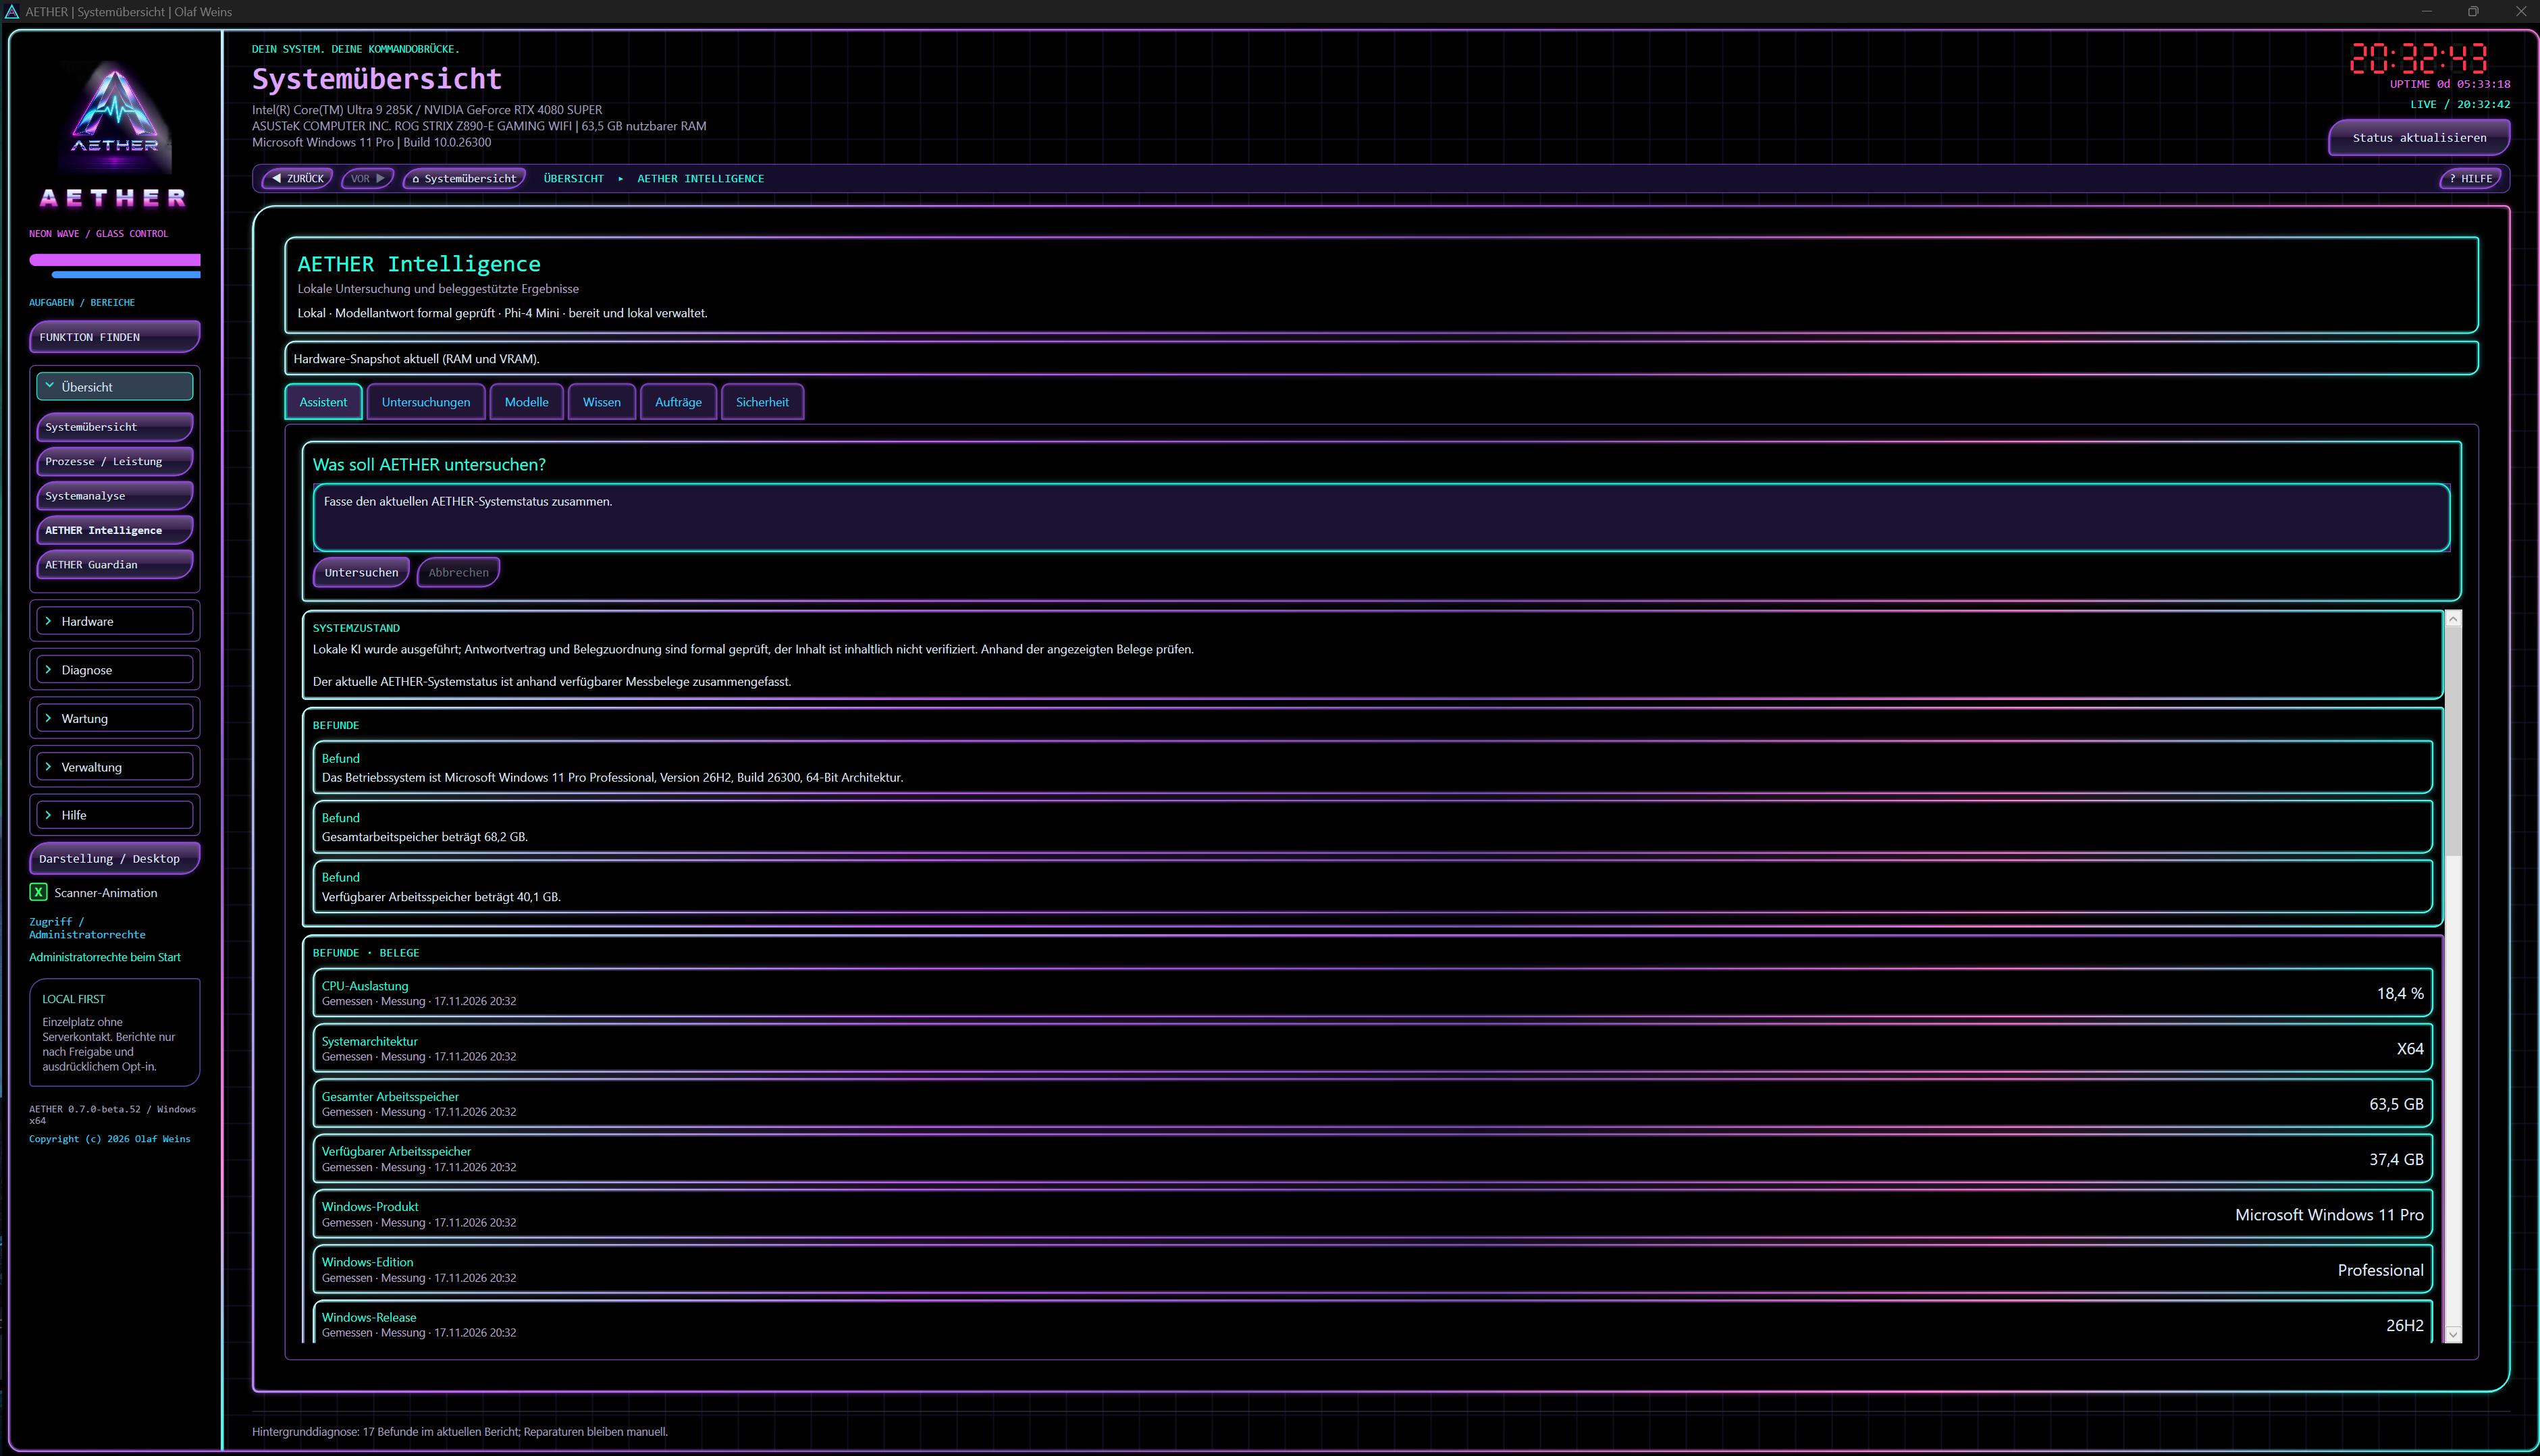 AETHER | Systemübersicht | Olaf Weins
AETHER
AETHER
NEON WAVE / GLASS CONTROL
AUFGABEN / BEREICHE
FUNKTION FINDEN
Übersicht
Systemübersicht
Prozesse / Leistung
Systemanalyse
AETHER Intelligence
AETHER Guardian
Hardware
Diagnose
Wartung
Verwaltung
Hilfe
Darstellung / Desktop
X Scanner-Animation
Zugriff /
Administratorrechte
Administratorrechte beim Start
LOCAL FIRST
Einzelplatz ohne
Serverkontakt. Berichte nur
nach Freigabe und
ausdrücklichem Opt-in.
AETHER 0.7.0-beta.52 / Windows
x64
Copyright (c) 2026 Olaf Weins
DEIN SYSTEM. DEINE KOMMANDOBRÜCKE.
Systemübersicht
Intel(R) Core(TM) Ultra 9 285K / NVIDIA GeForce RTX 4080 SUPER
ASUSTeK COMPUTER INC. ROG STRIX Z890-E GAMING WIFI | 63,5 GB nutzbarer RAM
Microsoft Windows 11 Pro | Build 10.0.26300
20:32:43
UPTIME 0d 05:33:18
LIVE / 20:32:42
Status aktualisieren
◀ ZURÜCK VOR ▶ ⌂ Systemübersicht ÜBERSICHT ▸ AETHER INTELLIGENCE ? HILFE
AETHER Intelligence
Lokale Untersuchung und beleggestützte Ergebnisse
Lokal · Modellantwort formal geprüft · Phi-4 Mini · bereit und lokal verwaltet.
Hardware-Snapshot aktuell (RAM und VRAM).
Assistent Untersuchungen Modelle Wissen Aufträge Sicherheit
Was soll AETHER untersuchen?
Fasse den aktuellen AETHER-Systemstatus zusammen.
Untersuchen Abbrechen
SYSTEMZUSTAND
Lokale KI wurde ausgeführt; Antwortvertrag und Belegzuordnung sind formal geprüft, der Inhalt ist inhaltlich nicht verifiziert. Anhand der angezeigten Belege prüfen.
Der aktuelle AETHER-Systemstatus ist anhand verfügbarer Messbelege zusammengefasst.
BEFUNDE
Befund
Das Betriebssystem ist Microsoft Windows 11 Pro Professional, Version 26H2, Build 26300, 64-Bit Architektur.
Befund
Gesamtarbeitspeicher beträgt 68,2 GB.
Befund
Verfügbarer Arbeitsspeicher beträgt 40,1 GB.
BEFUNDE · BELEGE
CPU-Auslastung
Gemessen · Messung · 17.11.2026 20:32
18,4 %
Systemarchitektur
Gemessen · Messung · 17.11.2026 20:32
X64
Gesamter Arbeitsspeicher
Gemessen · Messung · 17.11.2026 20:32
63,5 GB
Verfügbarer Arbeitsspeicher
Gemessen · Messung · 17.11.2026 20:32
37,4 GB
Windows-Produkt
Gemessen · Messung · 17.11.2026 20:32
Microsoft Windows 11 Pro
Windows-Edition
Gemessen · Messung · 17.11.2026 20:32
Professional
Windows-Release
Gemessen · Messung · 17.11.2026 20:32
26H2
Hintergrunddiagnose: 17 Befunde im aktuellen Bericht; Reparaturen bleiben manuell.